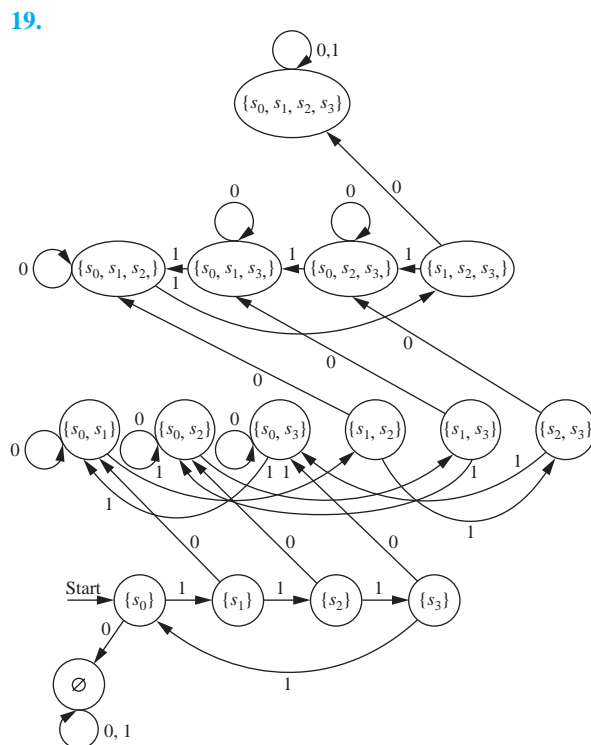 19.
0,1
{s0, s1, s2, s3}
0
0 0
0 {s0, s1, s2,} 1 {s0, s1, s3,} 1 {s0, s2, s3,} 1 {s1, s2, s3,}
1
0 0 0
0 0 0
0 {s0, s1} {s0, s2} {s0, s3} {s1, s2} {s1, s3} {s2, s3}
1 1 1 1 1
1 1
0 0 0
Start {s0} 1 {s1} 1 {s2} 1 {s3}
0
1
∅
0, 1